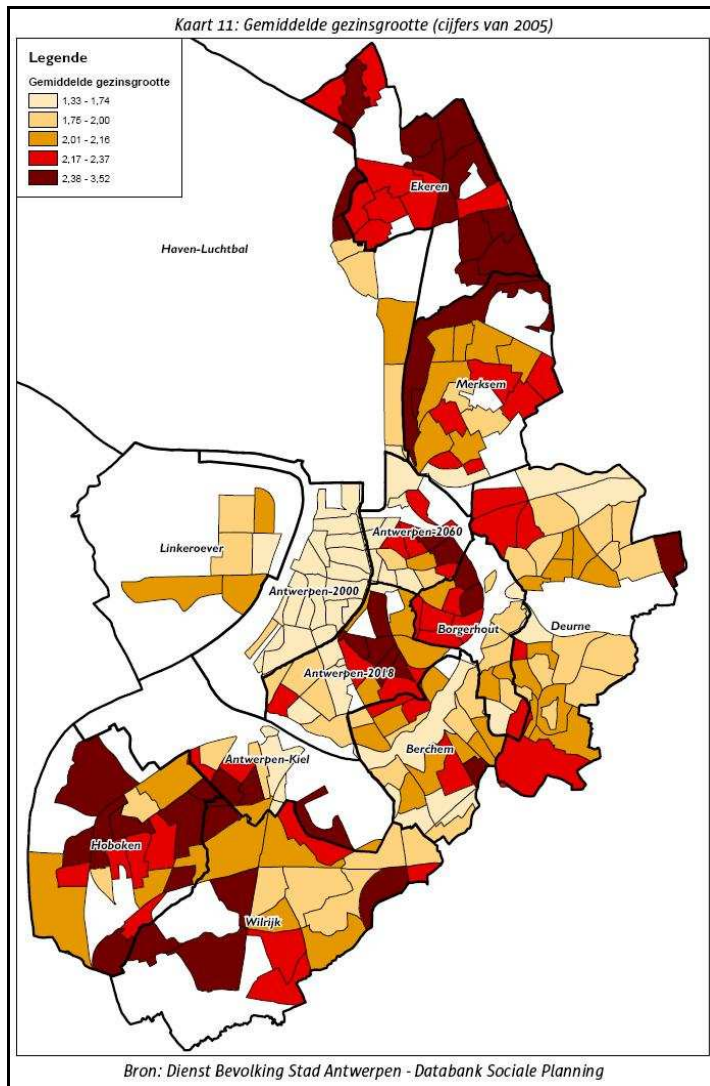 Kaart 11: Gemiddelde gezinsgrootte (cijfers van 2005)
Legende
Gemiddelde gezinsgrootte
1,33 - 1,74
1,75 - 2,00
2,01 - 2,16
2,17 - 2,37
2,38 - 3,52
Ekeren
Haven-Luchtbal
Merksem
Antwerpen-2060
Linkeroever
Antwerpen-2000
Borgerhout
Deurne
Antwerpen-2018
Berchem
Antwerpen-Kiel
Hoboken
Wilrijk
Bron: Dienst Bevolking Stad Antwerpen - Databank Sociale Planning